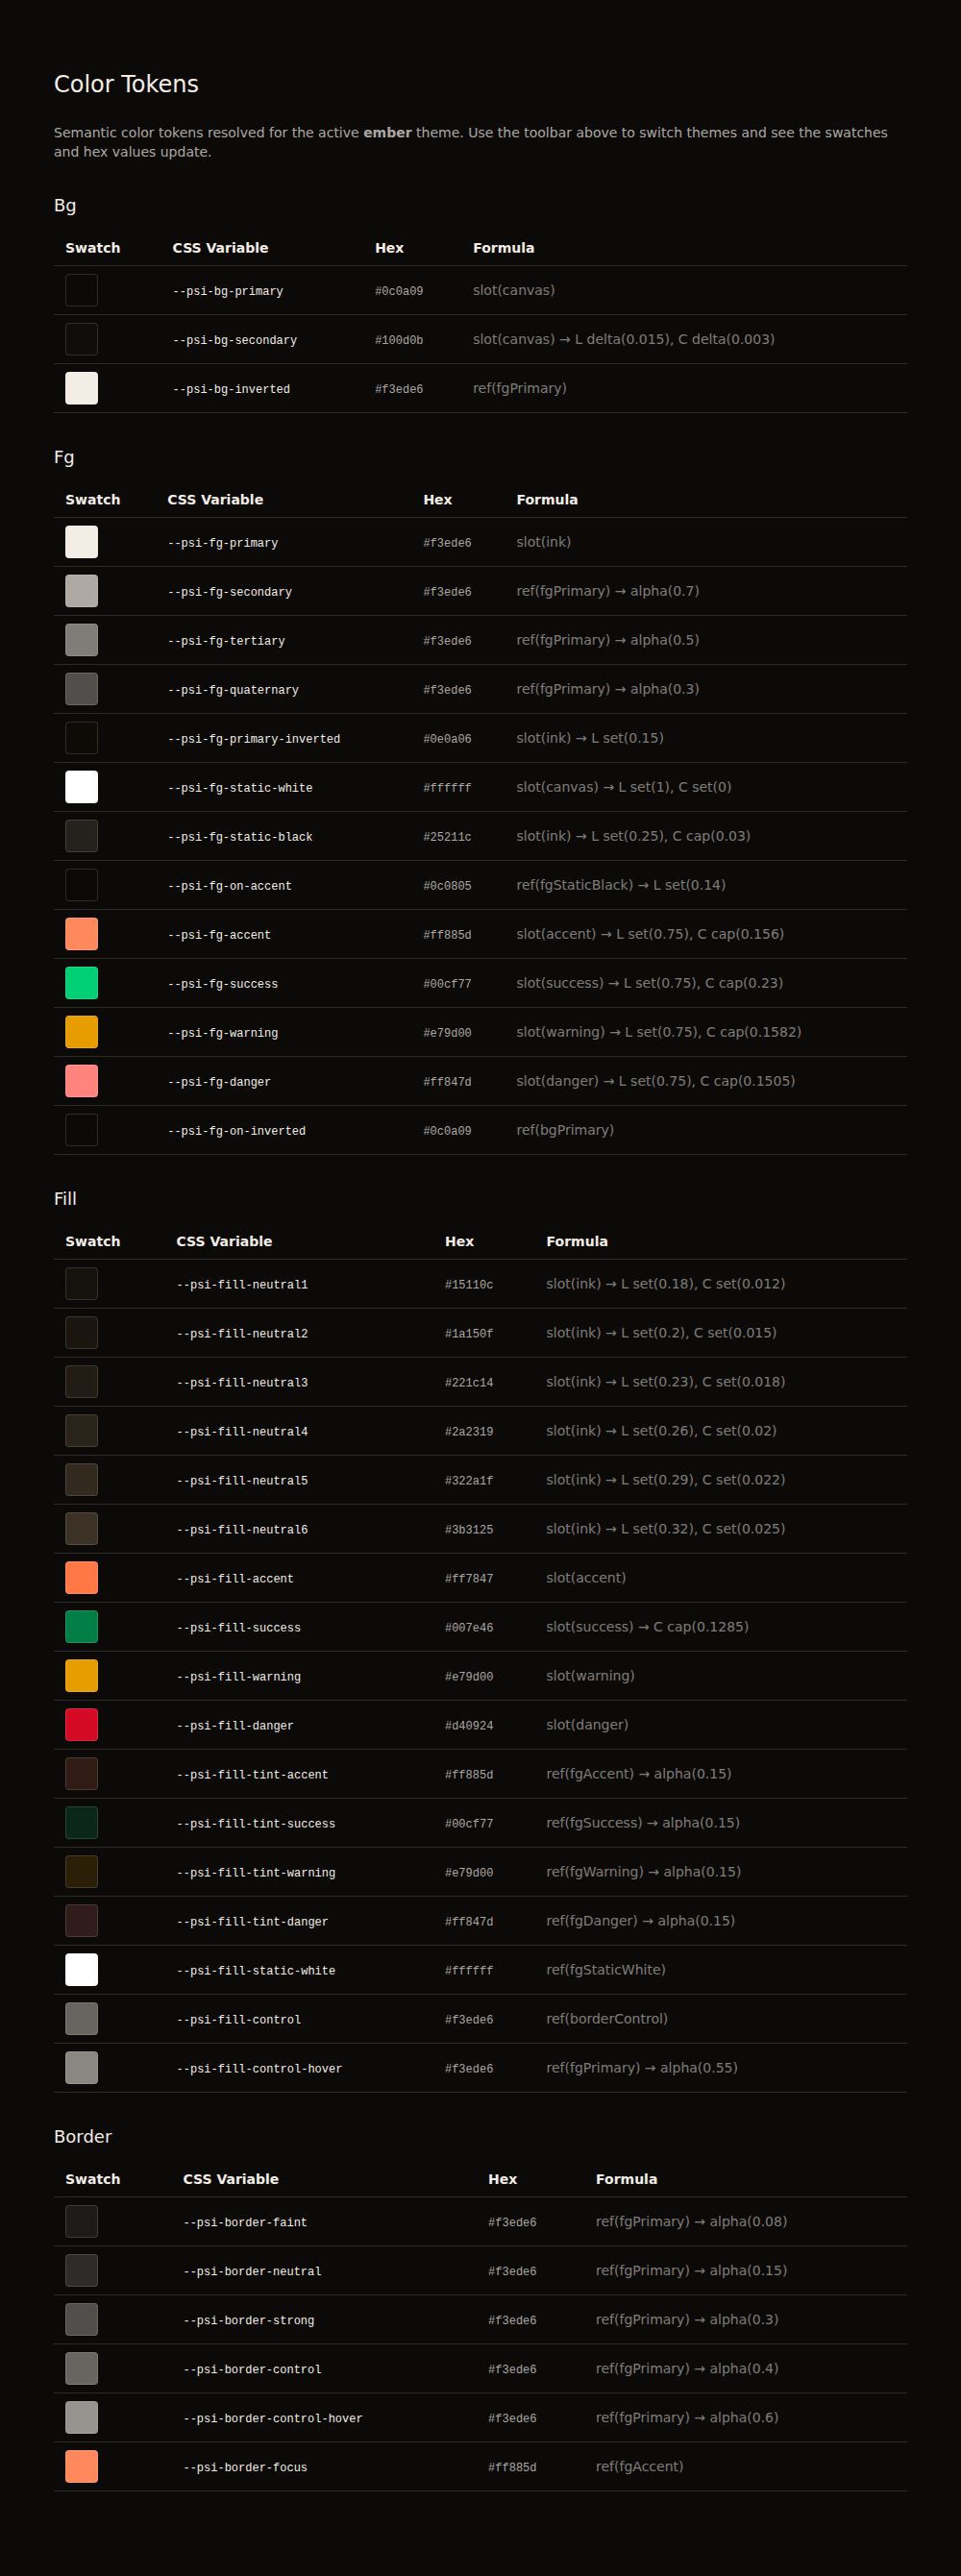 Color Tokens
Semantic color tokens resolved for the active ember theme. Use the toolbar above to switch themes and see the swatches
and hex values update.
Bg
Swatch CSS Variable Hex Formula
--psi-bg-primary #0c0a09 slot(canvas)
--psi-bg-secondary #100d0b slot(canvas) → L delta(0.015), C delta(0.003)
--psi-bg-inverted #f3ede6 ref(fgPrimary)
Fg
Swatch CSS Variable Hex Formula
--psi-fg-primary #f3ede6 slot(ink)
--psi-fg-secondary #f3ede6 ref(fgPrimary) → alpha(0.7)
--psi-fg-tertiary #f3ede6 ref(fgPrimary) → alpha(0.5)
--psi-fg-quaternary #f3ede6 ref(fgPrimary) → alpha(0.3)
--psi-fg-primary-inverted #0e0a06 slot(ink) → L set(0.15)
--psi-fg-static-white #ffffff slot(canvas) → L set(1), C set(0)
--psi-fg-static-black #25211c slot(ink) → L set(0.25), C cap(0.03)
--psi-fg-on-accent #0c0805 ref(fgStaticBlack) → L set(0.14)
--psi-fg-accent #ff885d slot(accent) → L set(0.75), C cap(0.156)
--psi-fg-success #00cf77 slot(success) → L set(0.75), C cap(0.23)
--psi-fg-warning #e79d00 slot(warning) → L set(0.75), C cap(0.1582)
--psi-fg-danger #ff847d slot(danger) → L set(0.75), C cap(0.1505)
--psi-fg-on-inverted #0c0a09 ref(bgPrimary)
Fill
Swatch CSS Variable Hex Formula
--psi-fill-neutral1 #15110c slot(ink) → L set(0.18), C set(0.012)
--psi-fill-neutral2 #1a150f slot(ink) → L set(0.2), C set(0.015)
--psi-fill-neutral3 #221c14 slot(ink) → L set(0.23), C set(0.018)
--psi-fill-neutral4 #2a2319 slot(ink) → L set(0.26), C set(0.02)
--psi-fill-neutral5 #322a1f slot(ink) → L set(0.29), C set(0.022)
--psi-fill-neutral6 #3b3125 slot(ink) → L set(0.32), C set(0.025)
--psi-fill-accent #ff7847 slot(accent)
--psi-fill-success #007e46 slot(success) → C cap(0.1285)
--psi-fill-warning #e79d00 slot(warning)
--psi-fill-danger #d40924 slot(danger)
--psi-fill-tint-accent #ff885d ref(fgAccent) → alpha(0.15)
--psi-fill-tint-success #00cf77 ref(fgSuccess) → alpha(0.15)
--psi-fill-tint-warning #e79d00 ref(fgWarning) → alpha(0.15)
--psi-fill-tint-danger #ff847d ref(fgDanger) → alpha(0.15)
--psi-fill-static-white #ffffff ref(fgStaticWhite)
--psi-fill-control #f3ede6 ref(borderControl)
--psi-fill-control-hover #f3ede6 ref(fgPrimary) → alpha(0.55)
Border
Swatch CSS Variable Hex Formula
--psi-border-faint #f3ede6 ref(fgPrimary) → alpha(0.08)
--psi-border-neutral #f3ede6 ref(fgPrimary) → alpha(0.15)
--psi-border-strong #f3ede6 ref(fgPrimary) → alpha(0.3)
--psi-border-control #f3ede6 ref(fgPrimary) → alpha(0.4)
--psi-border-control-hover #f3ede6 ref(fgPrimary) → alpha(0.6)
--psi-border-focus #ff885d ref(fgAccent)